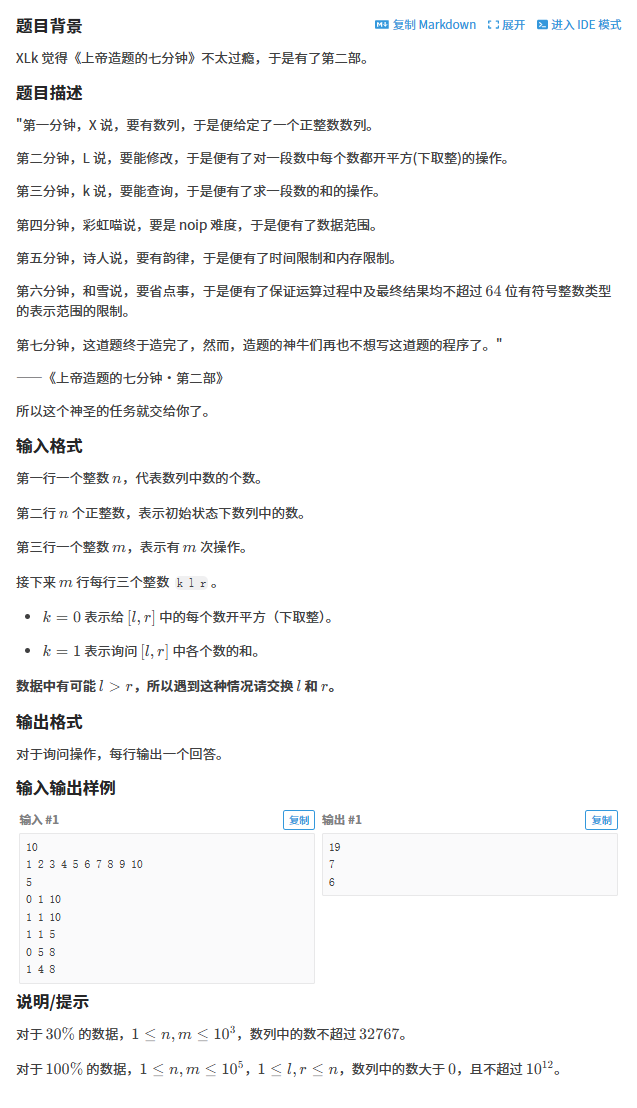 题目背景
复制 Markdown 展开 进入 IDE 模式
XLk 觉得《上帝造题的七分钟》不太过瘾，于是有了第二部。
题目描述
"第一分钟，X 说，要有数列，于是便给定了一个正整数数列。
第二分钟，L 说，要能修改，于是便有了对一段数中每个数都开平方(下取整)的操作。
第三分钟，k 说，要能查询，于是便有了求一段数的和的操作。
第四分钟，彩虹喵说，要是 noip 难度，于是便有了数据范围。
第五分钟，诗人说，要有韵律，于是便有了时间限制和内存限制。
第六分钟，和雪说，要省点事，于是便有了保证运算过程中及最终结果均不超过 64 位有符号整数类型
的表示范围的限制。
第七分钟，这道题终于造完了，然而，造题的神牛们再也不想写这道题的程序了。"
——《上帝造题的七分钟 · 第二部》
所以这个神圣的任务就交给你了。
输入格式
第一行一个整数 n，代表数列中数的个数。
第二行 n 个正整数，表示初始状态下数列中的数。
第三行一个整数 m，表示有 m 次操作。
接下来 m 行每行三个整数 k l r 。
• k = 0 表示给 [l, r] 中的每个数开平方（下取整）。
• k = 1 表示询问 [l, r] 中各个数的和。
数据中有可能 l > r，所以遇到这种情况请交换 l 和 r。
输出格式
对于询问操作，每行输出一个回答。
输入输出样例
输入 #1 复制
10
1 2 3 4 5 6 7 8 9 10
5
0 1 10
1 1 10
1 1 5
0 5 8
1 4 8
输出 #1 复制
19
7
6
说明/提示
对于 30% 的数据，1 ≤ n, m ≤ 10³，数列中的数不超过 32767。
对于 100% 的数据，1 ≤ n, m ≤ 10⁵，1 ≤ l, r ≤ n，数列中的数大于 0，且不超过 10¹²。